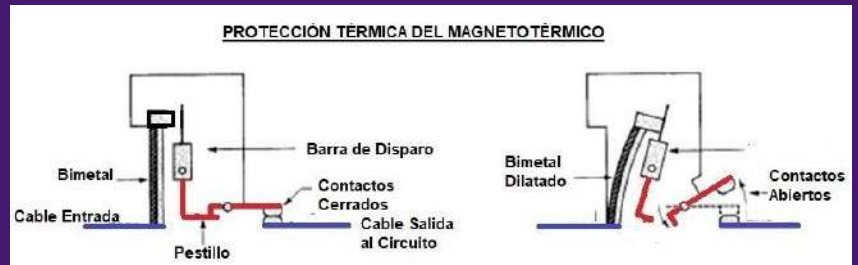 PROTECCIÓN TÉRMICA DEL MAGNETOTÉRMICO
Barra de Disparo
Bimetal
Contactos
Cerrados
Cable Entrada
Cable Salida
al Circuito
Pestillo
Bimetal
Dilatado
Contactos
Abiertos